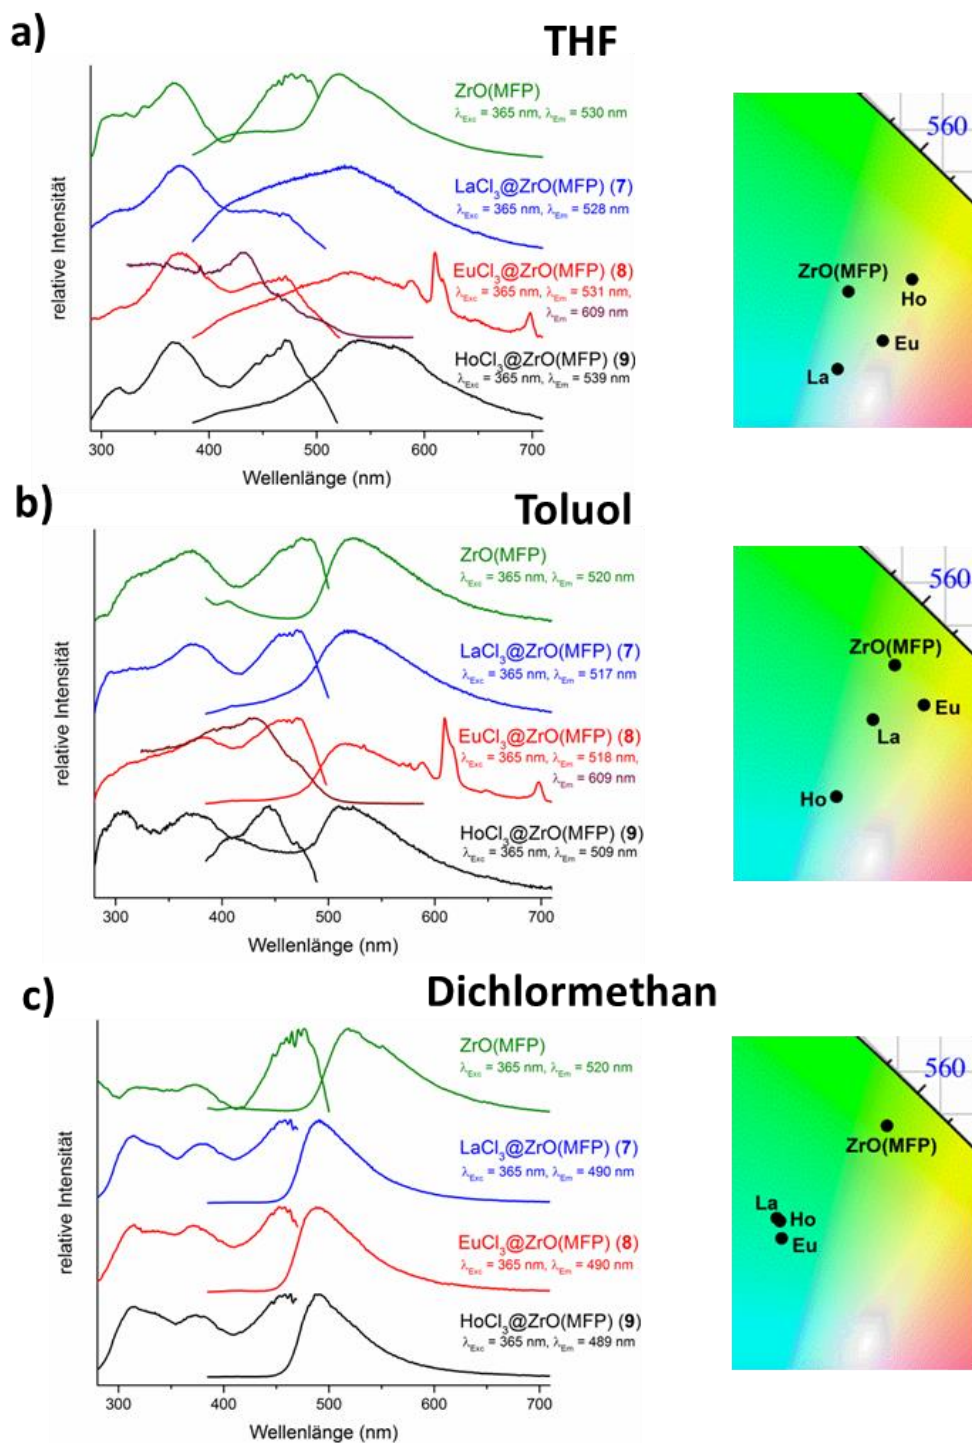 a)
THF
ZrO(MFP)
λExc = 365 nm, λEm = 530 nm
LaCl3@ZrO(MFP) (7)
λExc = 365 nm, λEm = 528 nm
EuCl3@ZrO(MFP) (8)
λExc = 365 nm, λEm = 531 nm,
λEm = 609 nm
HoCl3@ZrO(MFP) (9)
λExc = 365 nm, λEm = 539 nm
relative Intensität
300 400 500 600 700
Wellenlänge (nm)
560
ZrO(MFP)
Ho
Eu
La
b)
Toluol
ZrO(MFP)
λExc = 365 nm, λEm = 520 nm
LaCl3@ZrO(MFP) (7)
λExc = 365 nm, λEm = 517 nm
EuCl3@ZrO(MFP) (8)
λExc = 365 nm, λEm = 518 nm,
λEm = 609 nm
HoCl3@ZrO(MFP) (9)
λExc = 365 nm, λEm = 509 nm
relative Intensität
300 400 500 600 700
Wellenlänge (nm)
560
ZrO(MFP)
Eu
La
Ho
c)
Dichlormethan
ZrO(MFP)
λExc = 365 nm, λEm = 520 nm
LaCl3@ZrO(MFP) (7)
λExc = 365 nm, λEm = 490 nm
EuCl3@ZrO(MFP) (8)
λExc = 365 nm, λEm = 490 nm
HoCl3@ZrO(MFP) (9)
λExc = 365 nm, λEm = 489 nm
relative Intensität
300 400 500 600 700
Wellenlänge (nm)
560
ZrO(MFP)
La
Ho
Eu